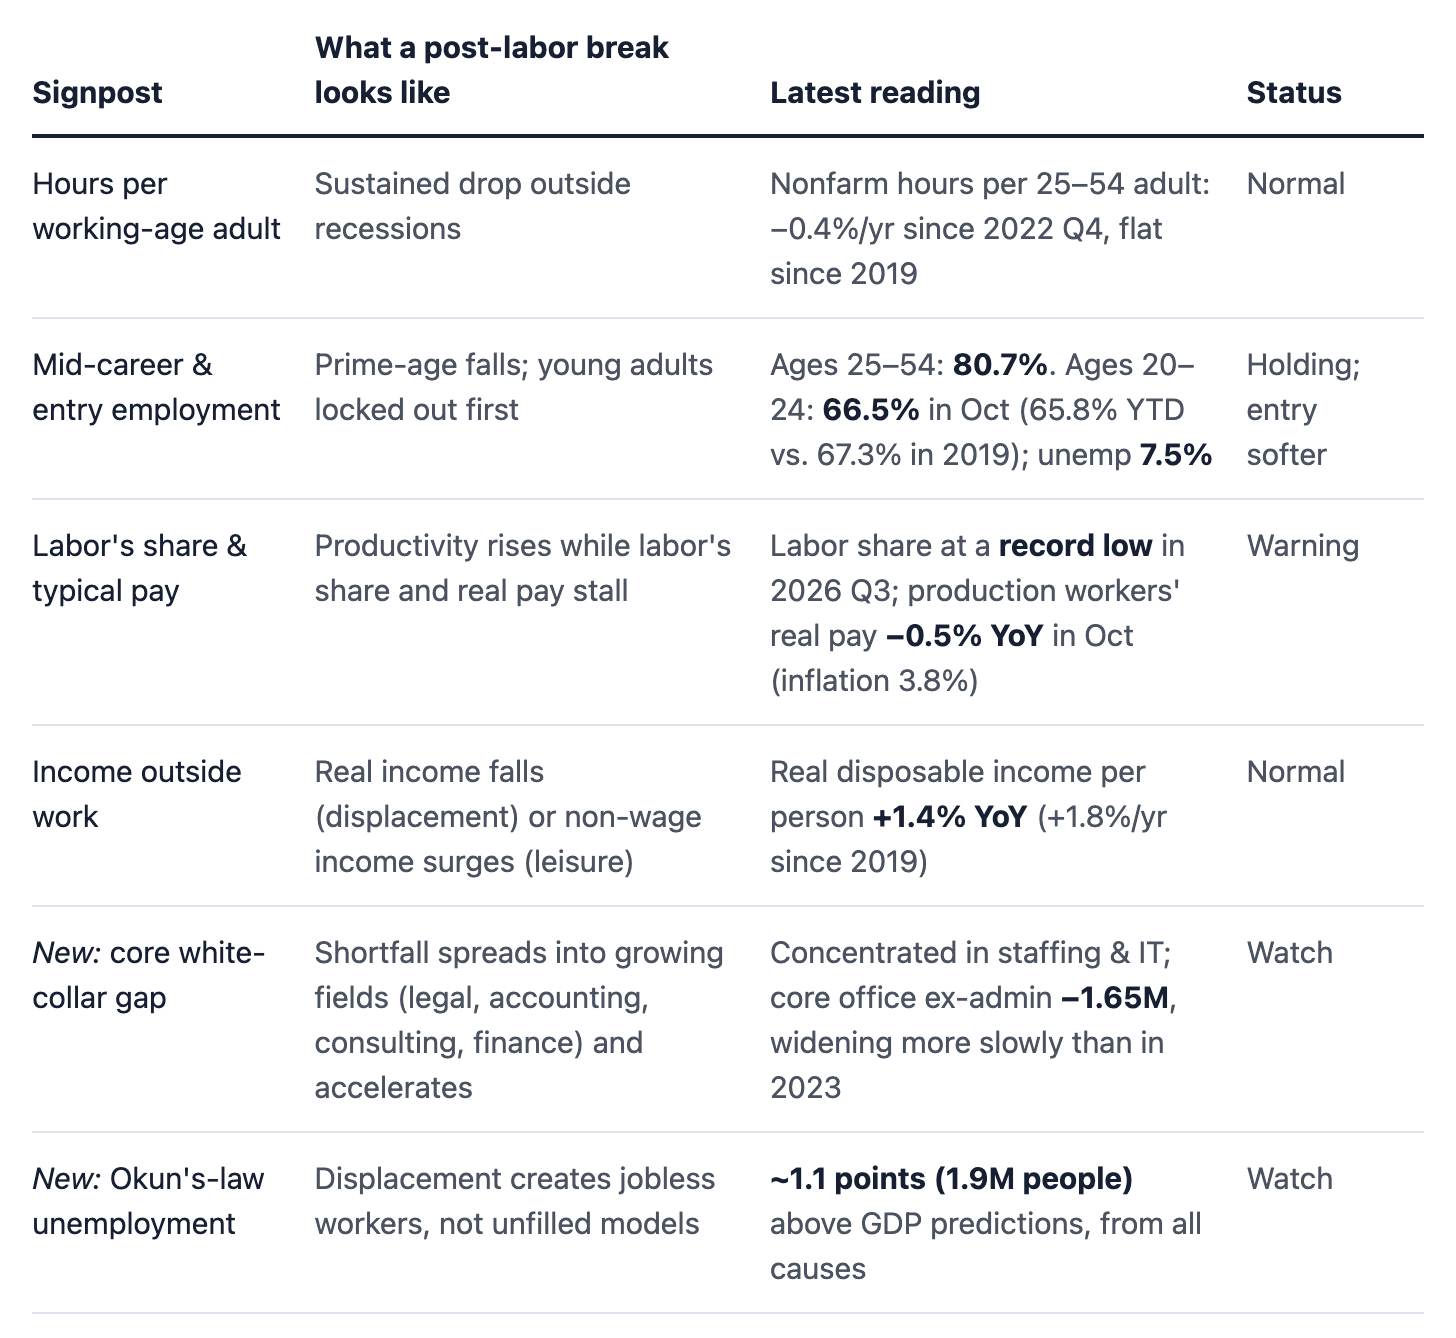 What a post-labor break
Signpost looks like Latest reading Status
Hours per Sustained drop outside Nonfarm hours per 25–54 adult: Normal
working-age adult recessions −0.4%/yr since 2022 Q4, flat
since 2019
Mid-career & Prime-age falls; young adults Ages 25–54: 80.7%. Ages 20– Holding;
entry employment locked out first 24: 66.5% in Oct (65.8% YTD entry
vs. 67.3% in 2019); unemp 7.5% softer
Labor's share & Productivity rises while labor's Labor share at a record low in Warning
typical pay share and real pay stall 2026 Q3; production workers'
real pay −0.5% YoY in Oct
(inflation 3.8%)
Income outside Real income falls Real disposable income per Normal
work (displacement) or non-wage person +1.4% YoY (+1.8%/yr
income surges (leisure) since 2019)
New: core white- Shortfall spreads into growing Concentrated in staffing & IT; Watch
collar gap fields (legal, accounting, core office ex-admin −1.65M,
consulting, finance) and widening more slowly than in
accelerates 2023
New: Okun's-law Displacement creates jobless ~1.1 points (1.9M people) Watch
unemployment workers, not unfilled models above GDP predictions, from all
causes